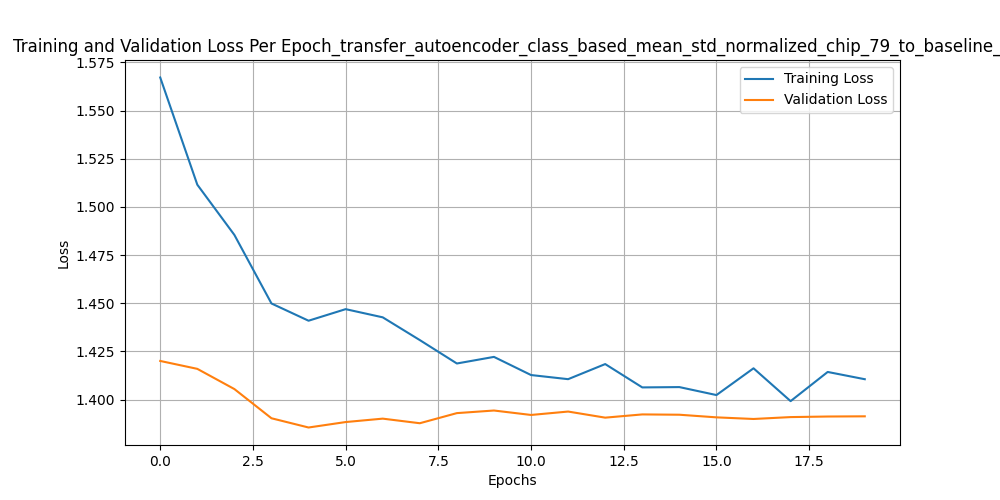 Training and Validation Loss Per Epoch_transfer_autoencoder_class_based_mean_std_normalized_chip_79_to_baseline_
1.575
1.550
1.525
1.500
1.475
1.450
1.425
1.400
Loss
Training Loss
Validation Loss
0.0 2.5 5.0 7.5 10.0 12.5 15.0 17.5
Epochs